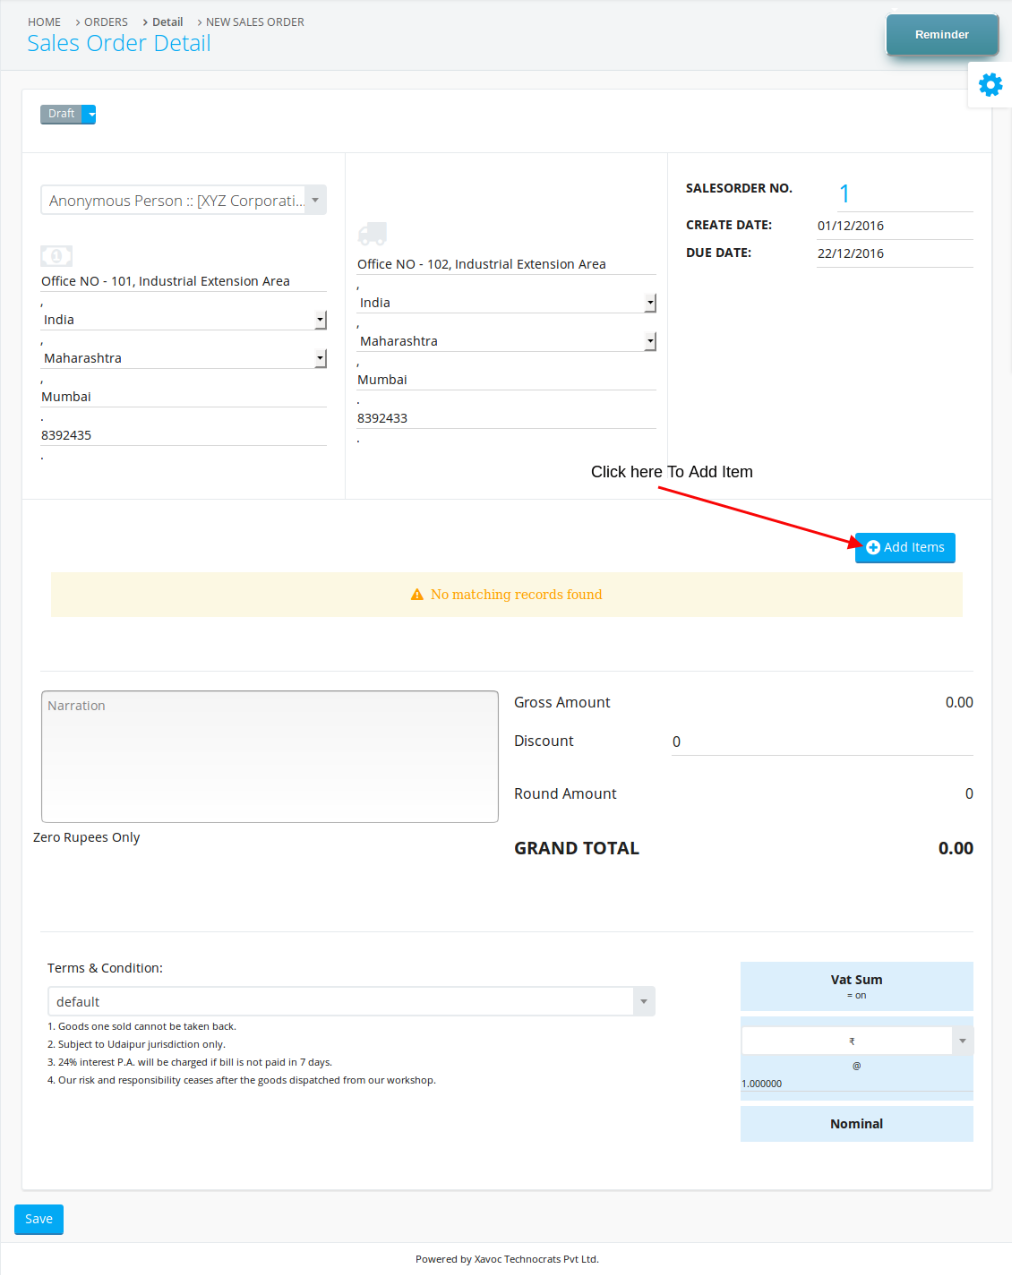 HOME > ORDERS > Detail > NEW SALES ORDER
Sales Order Detail
Reminder
Draft
Anonymous Person :: [XYZ Corporati...
Office NO - 101, Industrial Extension Area
,
India
,
Maharashtra
,
Mumbai
.
8392435
.
Office NO - 102, Industrial Extension Area
,
India
,
Maharashtra
,
Mumbai
.
8392433
.
SALESORDER NO. 1
CREATE DATE: 01/12/2016
DUE DATE: 22/12/2016
Click here To Add Item
Add Items
No matching records found
Narration
Zero Rupees Only
Gross Amount 0.00
Discount 0
Round Amount 0
GRAND TOTAL 0.00
Terms & Condition:
default
1. Goods one sold cannot be taken back.
2. Subject to Udaipur jurisdiction only.
3. 24% interest P.A. will be charged if bill is not paid in 7 days.
4. Our risk and responsibility ceases after the goods dispatched from our workshop.
Vat Sum
= on
₹
@
1.000000
Nominal
Save
Powered by Xavoc Technocrats Pvt Ltd.